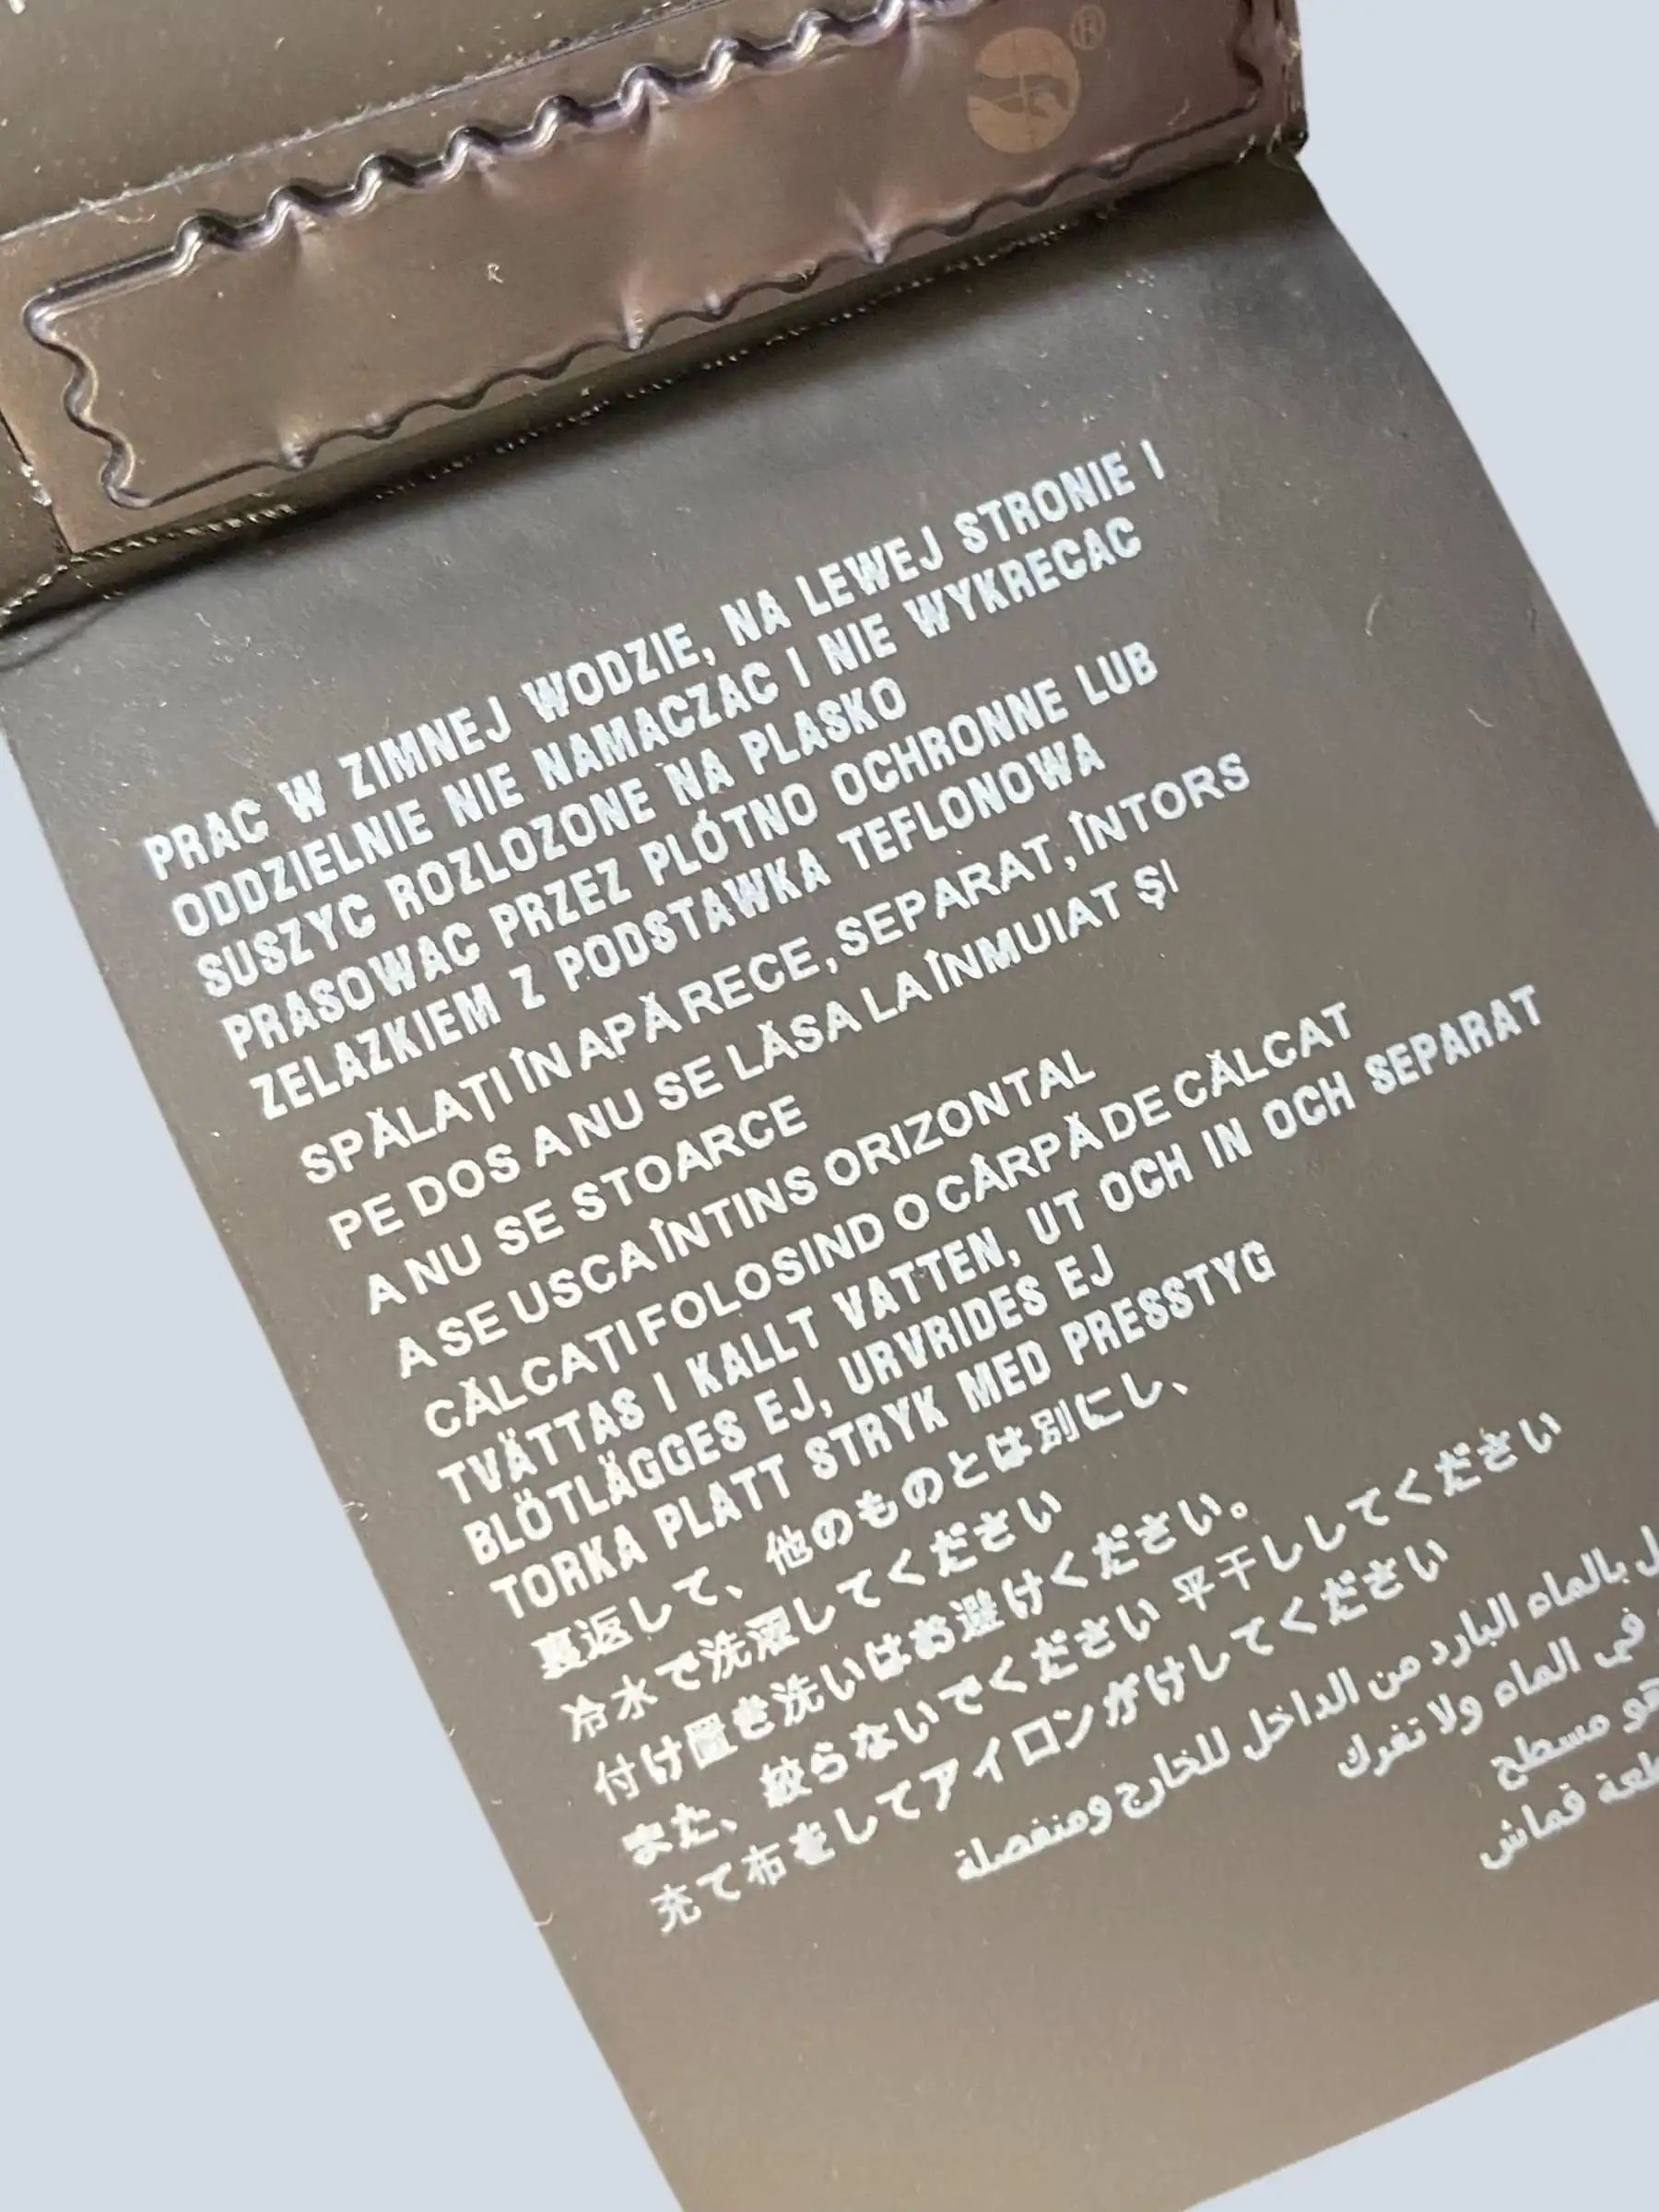 ®
PRAC W ZIMNEJ WODZIE, NA LEWEJ STRONIE I
ODDZIELNIE NIE NAMACZAC I NIE WYKRECAC
SUSZYC ROZLOZONE NA PLASKO
PRASOWAC PRZEZ PLÓTNO OCHRONNE LUB
ZELAZKIEM Z PODSTAWKA TEFLONOWA
SPĂLAȚI ÎN APĂ RECE, SEPARAT, ÎNTORS
PE DOS A NU SE LĂSA LA ÎNMUIAT ȘI
A NU SE STOARCE
A SE USCA ÎNTINS ORIZONTAL
CĂLCAȚI FOLOSIND O CÂRPĂ DE CĂLCAT
TVÄTTAS I KALLT VATTEN, UT OCH IN OCH SEPARAT
BLÖTLÄGGES EJ, URVRIDES EJ
TORKA PLATT STRYK MED PRESSTYG
裏返して、他のものとは別にし、
冷水で洗濯してください
付け置き洗いはお避けください。
また、絞らないでください 平干ししてください
充て布をしてアイロンがけしてください
بالماء البارد من الداخل للخارج ومنفصلة
في الماء ولا تفرك
هو مسطح
قماش